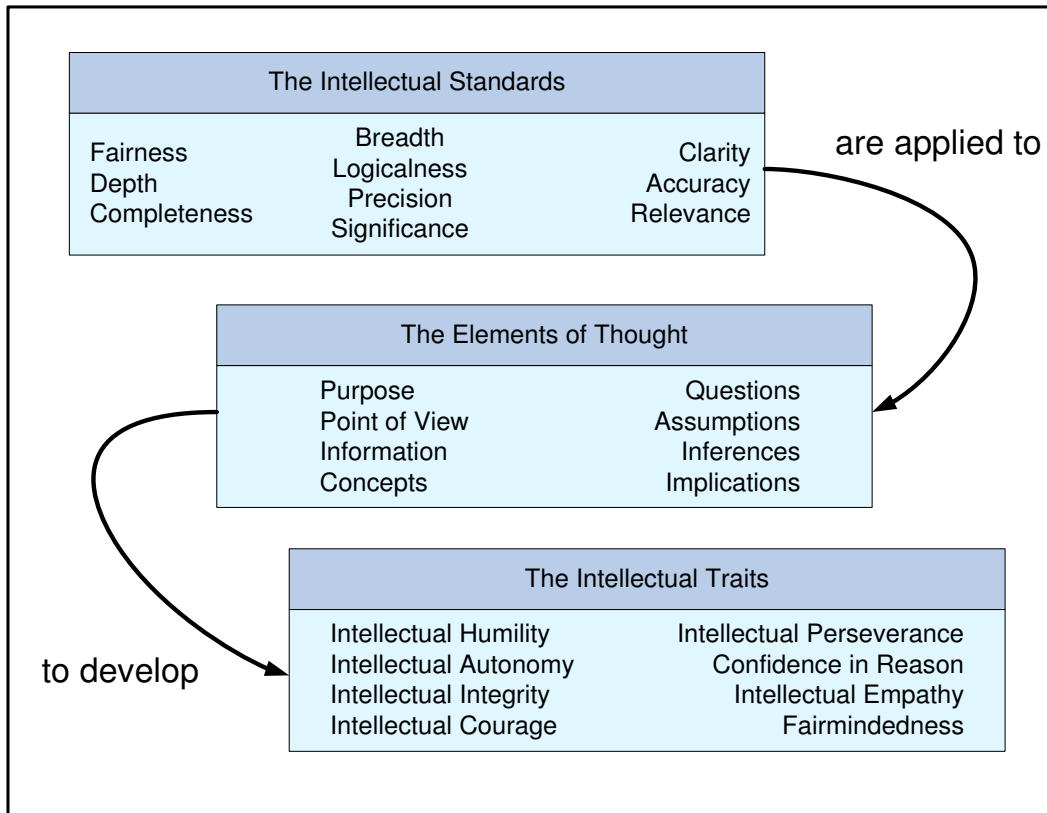 The Intellectual Standards
Fairness
Depth
Completeness
Breadth
Logicalness
Precision
Significance
Clarity
Accuracy
Relevance
are applied to
The Elements of Thought
Purpose
Point of View
Information
Concepts
Questions
Assumptions
Inferences
Implications
to develop
The Intellectual Traits
Intellectual Humility
Intellectual Autonomy
Intellectual Integrity
Intellectual Courage
Intellectual Perseverance
Confidence in Reason
Intellectual Empathy
Fairmindedness